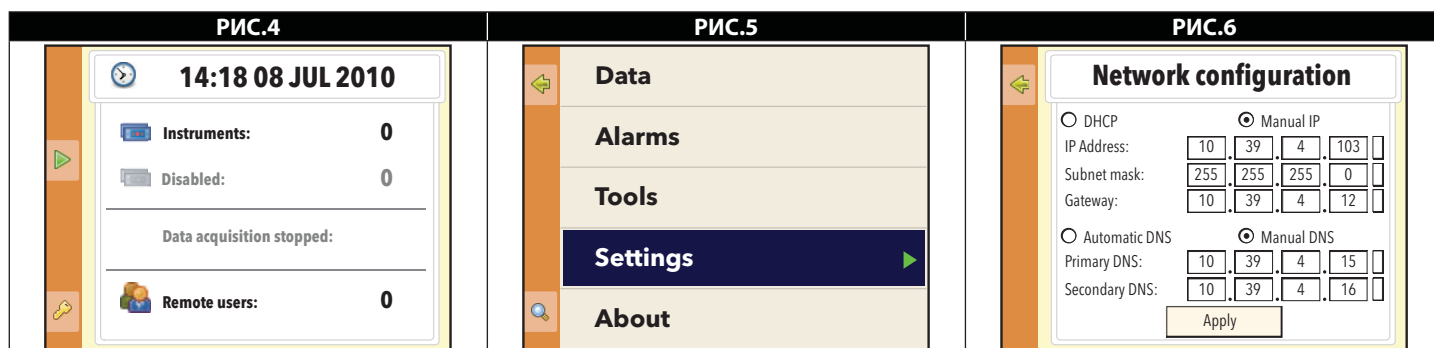 РИС.4
14:18 08 JUL 2010
Instruments: 0
Disabled: 0
Data acquisition stopped:
Remote users: 0
РИС.5
Data
Alarms
Tools
Settings
About
РИС.6
Network configuration
DHCP Manual IP
IP Address: 10 . 39 . 4 . 103
Subnet mask: 255 . 255 . 255 . 0
Gateway: 10 . 39 . 4 . 12
Automatic DNS Manual DNS
Primary DNS: 10 . 39 . 4 . 15
Secondary DNS: 10 . 39 . 4 . 16
Apply